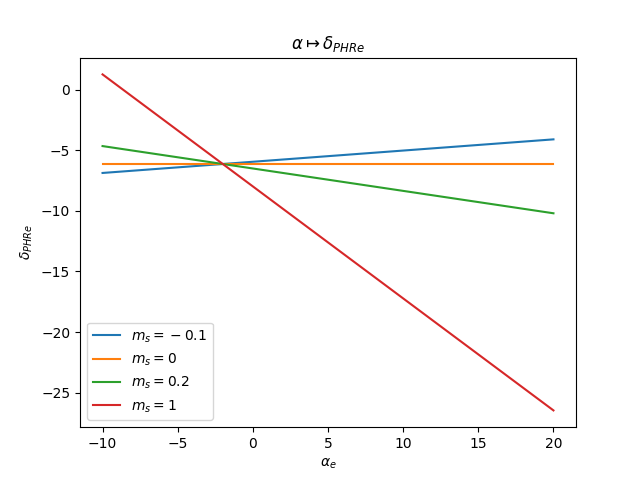 α ↦ δ_PHRe
0
−5
−10
−15
−20
−25
δ_PHRe
m_s = −0.1
m_s = 0
m_s = 0.2
m_s = 1
−10 −5 0 5 10 15 20
α_e